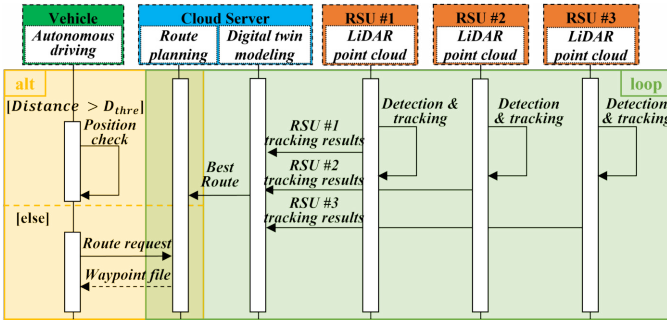 Vehicle
Cloud Server
RSU #1
RSU #2
RSU #3
Autonomous
driving
Route
planning
Digital twin
modeling
LiDAR
point cloud
LiDAR
point cloud
LiDAR
point cloud
alt
loop
[Distance > D_thre]
Position
check
Detection &
tracking
Detection
& tracking
Detection
& tracking
RSU #1
tracking results
Best
Route
RSU #2
tracking results
RSU #3
tracking results
[else]
Route request
Waypoint file